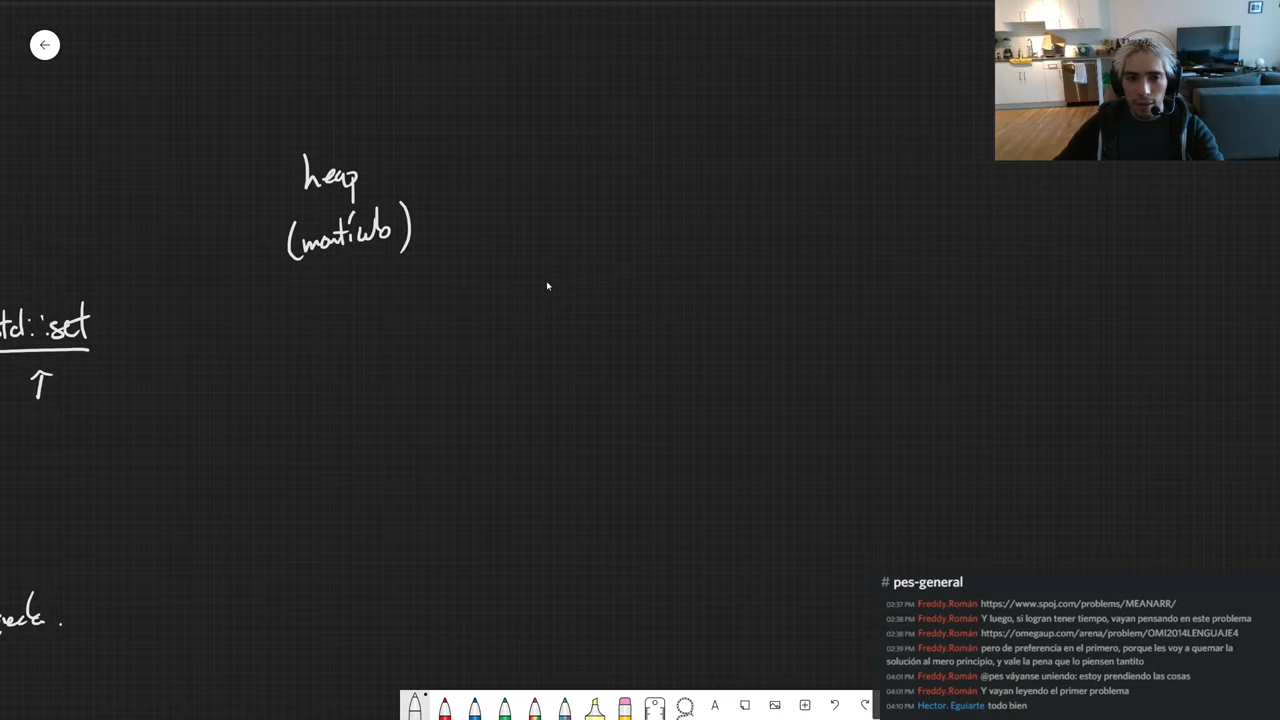 heap
(montículo)
td::set
↑
# pes-general
02:37 PM Freddy.Román https://www.spoj.com/problems/MEANARR/
02:38 PM Freddy.Román Y luego, si logran tener tiempo, vayan pensando en este problema
02:38 PM Freddy.Román https://omegaup.com/arena/problem/OMI2014LENGUAJE4
02:39 PM Freddy.Román pero de preferencia en el primero, porque les voy a quemar la
solución al mero principio, y vale la pena que lo piensen tantito
04:01 PM Freddy.Román @pes váyanse uniendo: estoy prendiendo las cosas
04:01 PM Freddy.Román Y vayan leyendo el primer problema
04:10 PM Hector. Eguiarte todo bien